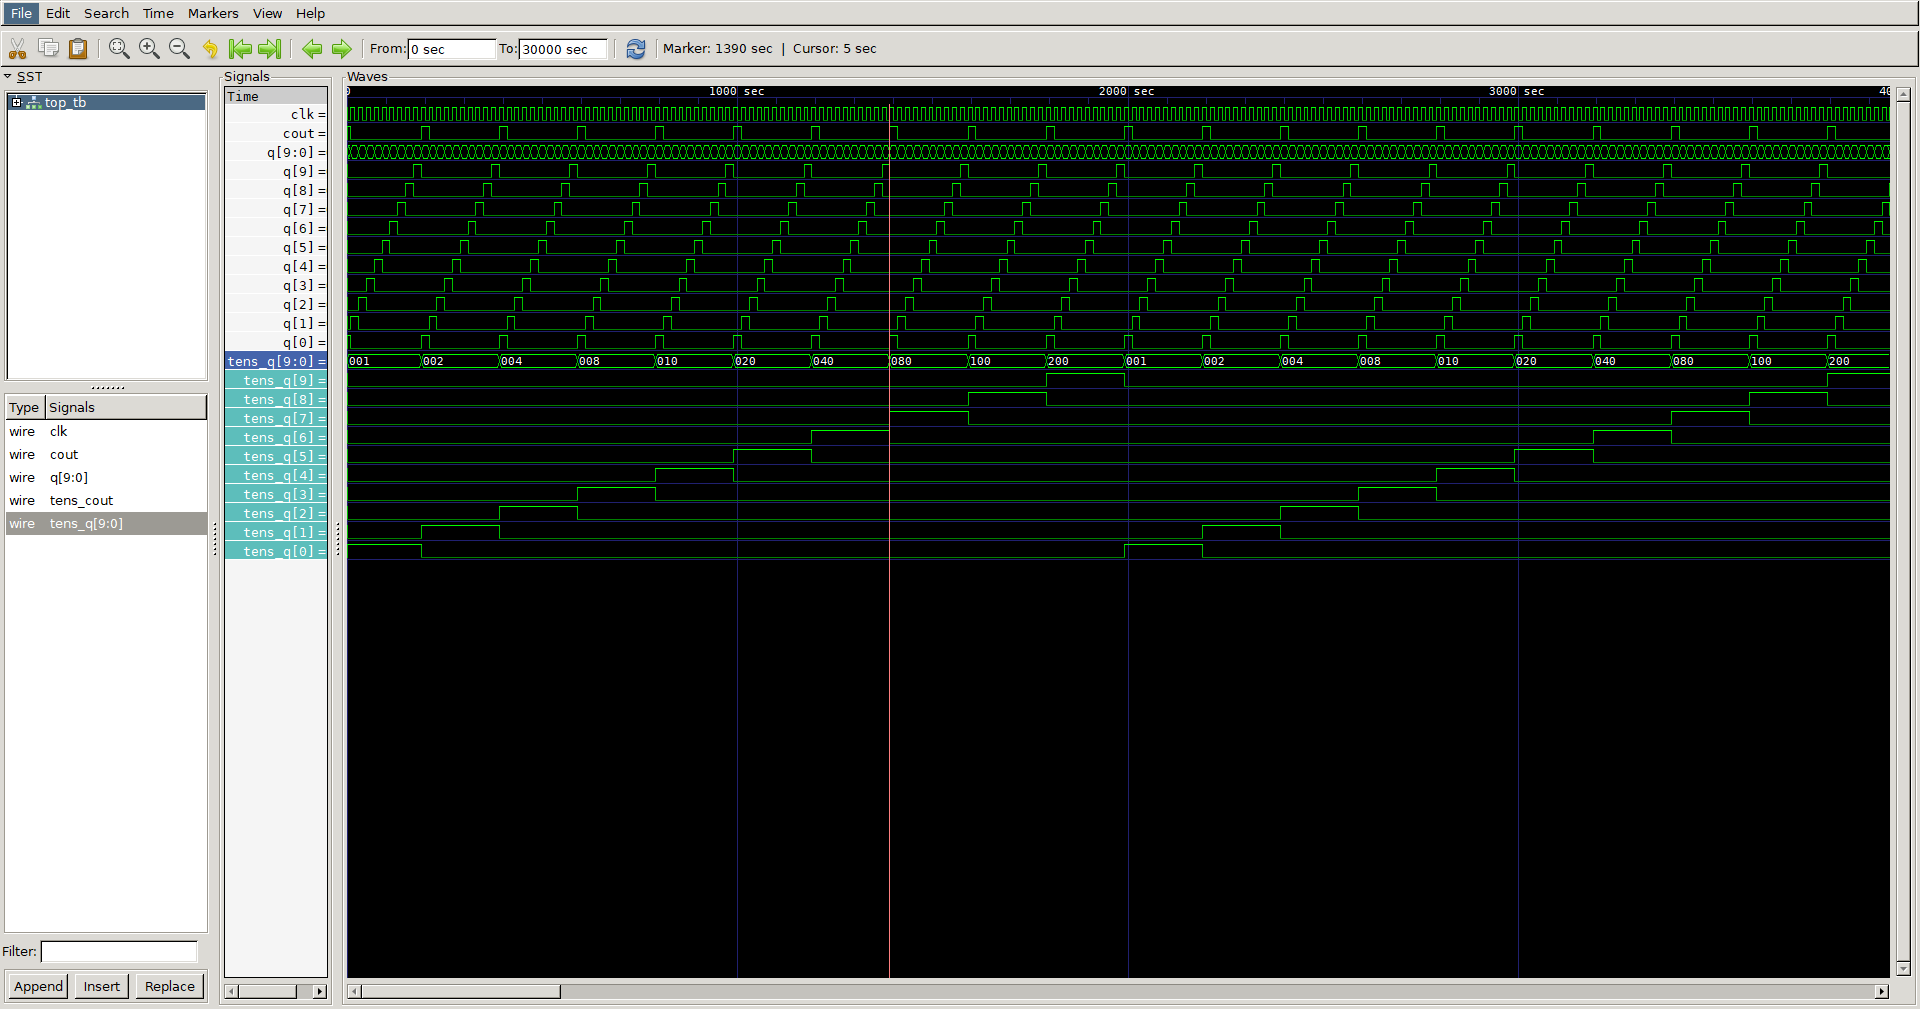 File Edit Search Time Markers View Help
From: 0 sec To: 30000 sec Marker: 1390 sec | Cursor: 5 sec
SST
top_tb
Type Signals
wire clk
wire cout
wire q[9:0]
wire tens_cout
wire tens_q[9:0]
Filter:
Append Insert Replace
Signals
Time
clk =
cout =
q[9:0] =
q[9] =
q[8] =
q[7] =
q[6] =
q[5] =
q[4] =
q[3] =
q[2] =
q[1] =
q[0] =
tens_q[9:0] =
tens_q[9] =
tens_q[8] =
tens_q[7] =
tens_q[6] =
tens_q[5] =
tens_q[4] =
tens_q[3] =
tens_q[2] =
tens_q[1] =
tens_q[0] =
Waves
1000 sec 2000 sec 3000 sec
001 002 004 008 010 020 040 080 100 200 001 002 004 008 010 020 040 080 100 200